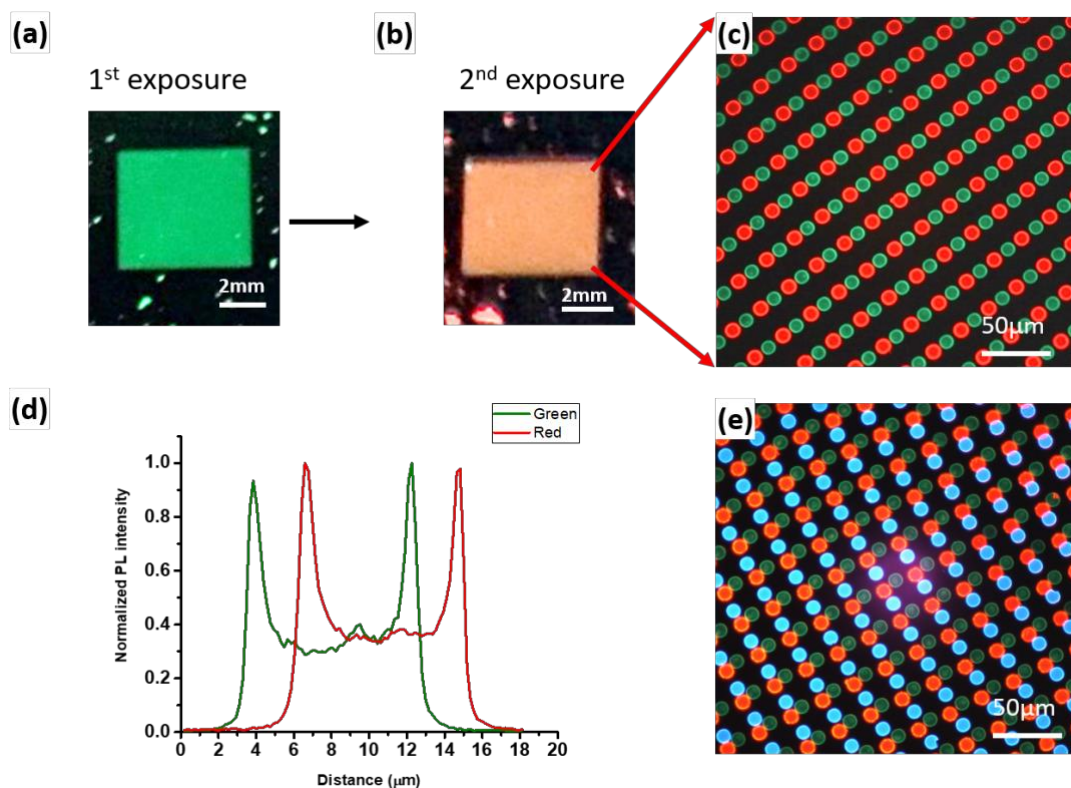 (a)
1st exposure
2mm
(b)
2nd exposure
2mm
(c)
50μm
(d)
Green
Red
Normalized PL intensity
1.0
0.8
0.6
0.4
0.2
0.0
0 2 4 6 8 10 12 14 16 18 20
Distance (μm)
(e)
50μm